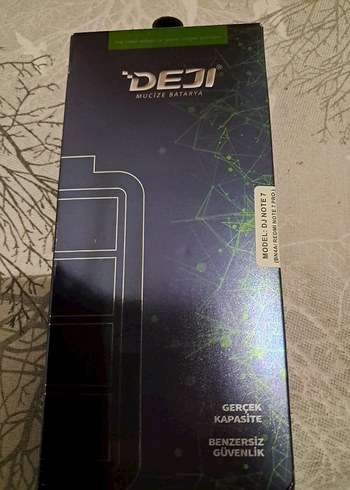 DEJI
MUCİZE BATARYA
MODEL: DJ NOTE 7
(BN4A/ REDMI NOTE 7 PRO)
GERÇEK
KAPASİTE
BENZERSİZ
GÜVENLİK